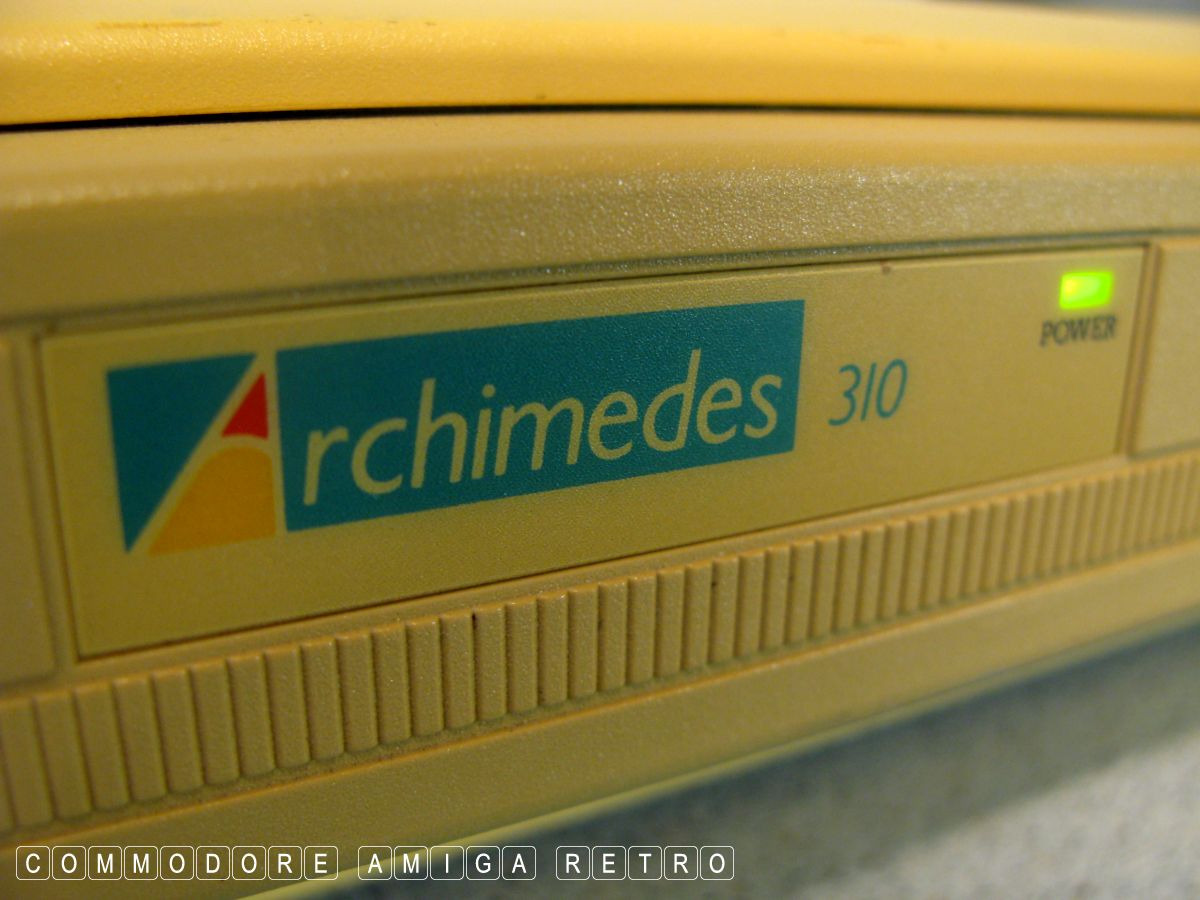 Archimedes 310
POWER
COMMODORE AMIGA RETRO